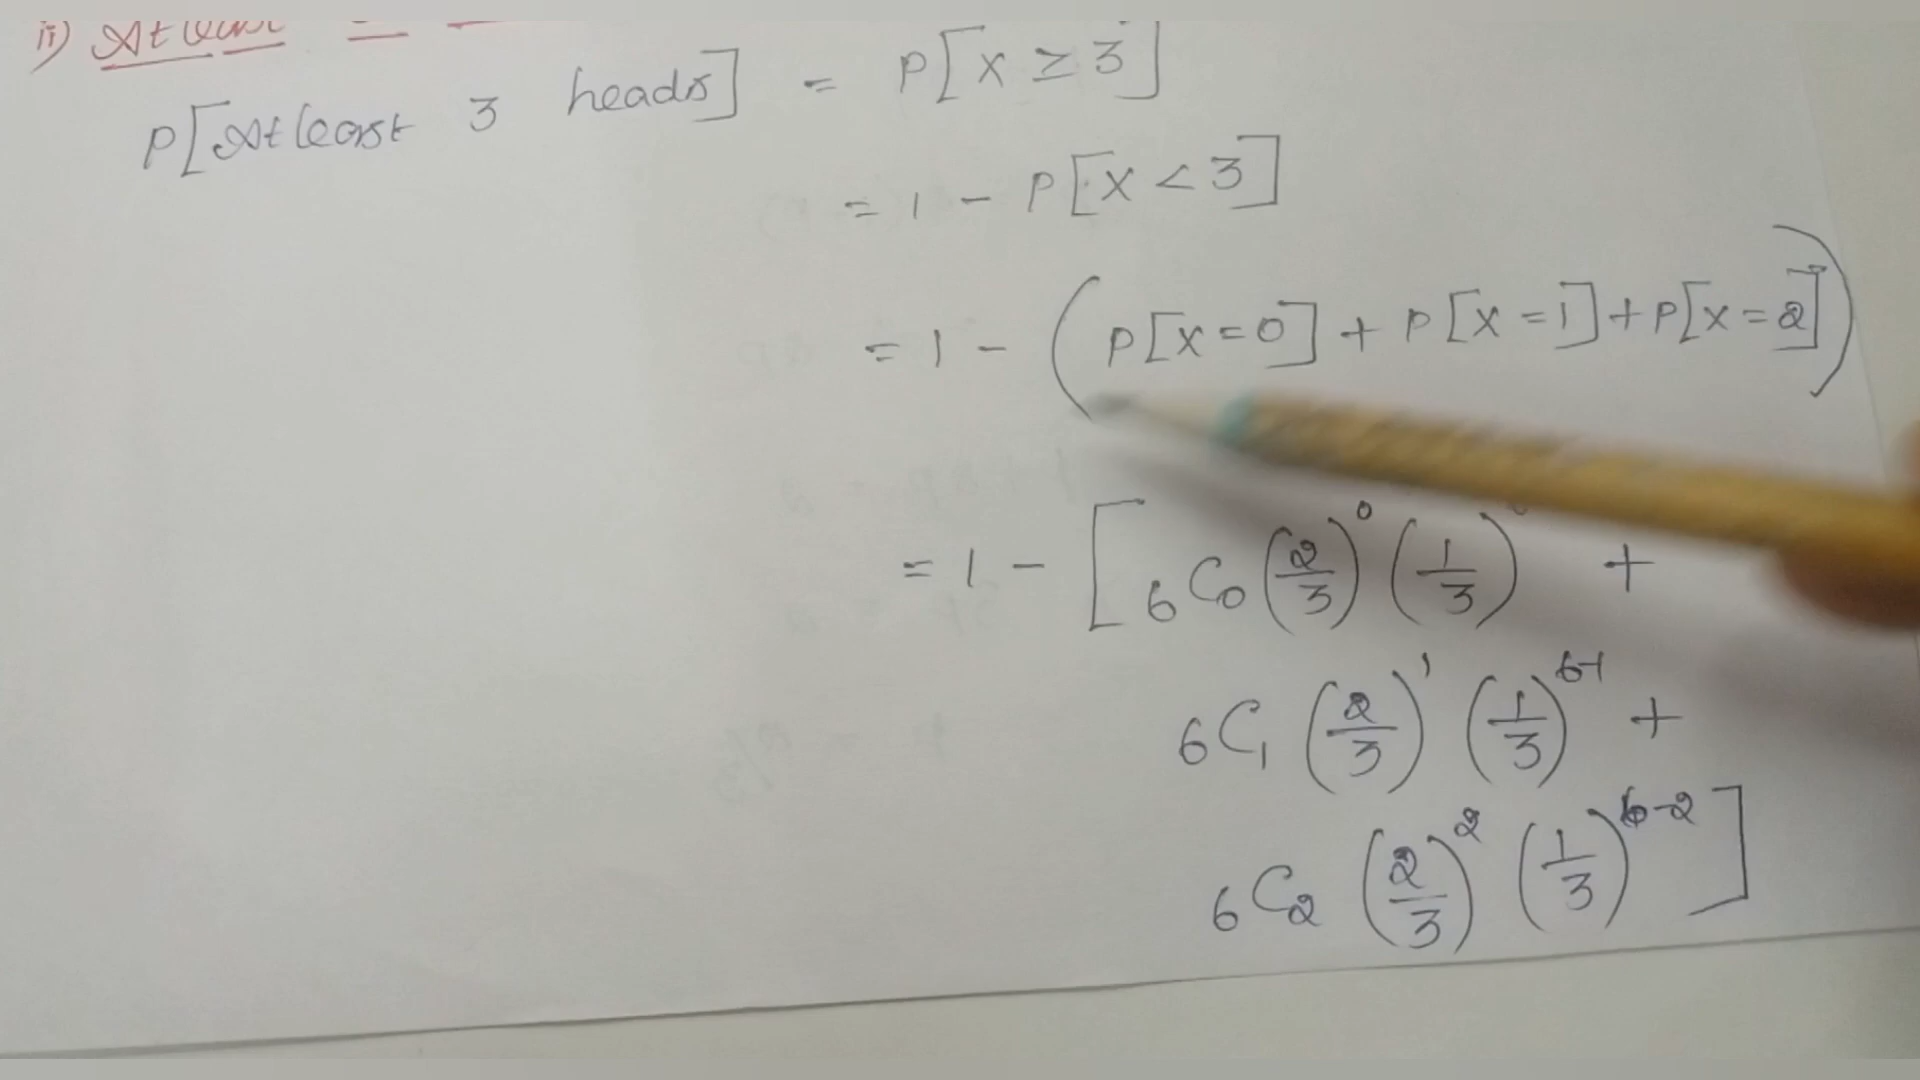 ii) At least
P[At least 3 heads] = P[X ≥ 3]
= 1 - P[X < 3]
= 1 - (P[X=0] + P[X=1] + P[X=2])
= 1 - [6C₀ (2/3)⁰ (1/3) +
6C₁ (2/3)¹ (1/3)⁶⁻¹ +
6C₂ (2/3)² (1/3)⁶⁻²]